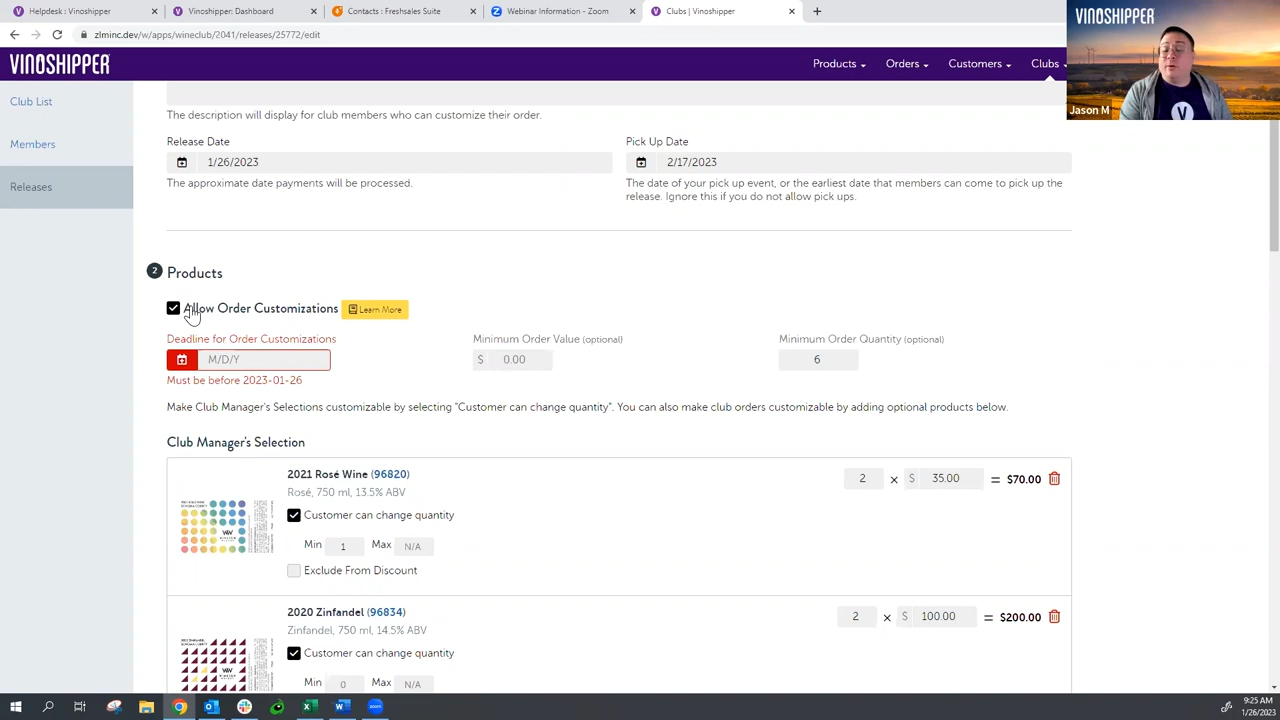 Helpdesk : Vinoshipper
Vinoshipper: Dashboard
Contacts : Freshsales Suite
Webinar Information - Zoom
Clubs | Vinoshipper
zlminc.dev/w/apps/wineclub/2041/releases/25772/edit
VINOSHIPPER
VINOSHIPPER
Products
Orders
Customers
Clubs
Jason M
Club List
Members
Releases
The description will display for club members who can customize their order.
Release Date
Pick Up Date
1/26/2023
2/17/2023
The approximate date payments will be processed.
The date of your pick up event, or the earliest date that members can come to pick up the
release. Ignore this if you do not allow pick ups.
2 Products
Allow Order Customizations
Learn More
Deadline for Order Customizations
Minimum Order Value (optional)
Minimum Order Quantity (optional)
M/D/Y
$ 0.00
6
Must be before 2023-01-26
Make Club Manager's Selections customizable by selecting "Customer can change quantity". You can also make club orders customizable by adding optional products below.
Club Manager's Selection
2021 Rosé Wine (96820)
2 × $ 35.00 = $70.00
Rosé, 750 ml, 13.5% ABV
Customer can change quantity
Min 1 Max N/A
Exclude From Discount
2020 Zinfandel (96834)
2 × $ 100.00 = $200.00
Zinfandel, 750 ml, 14.5% ABV
Customer can change quantity
Min 0 Max N/A
9:25 AM
1/26/2023